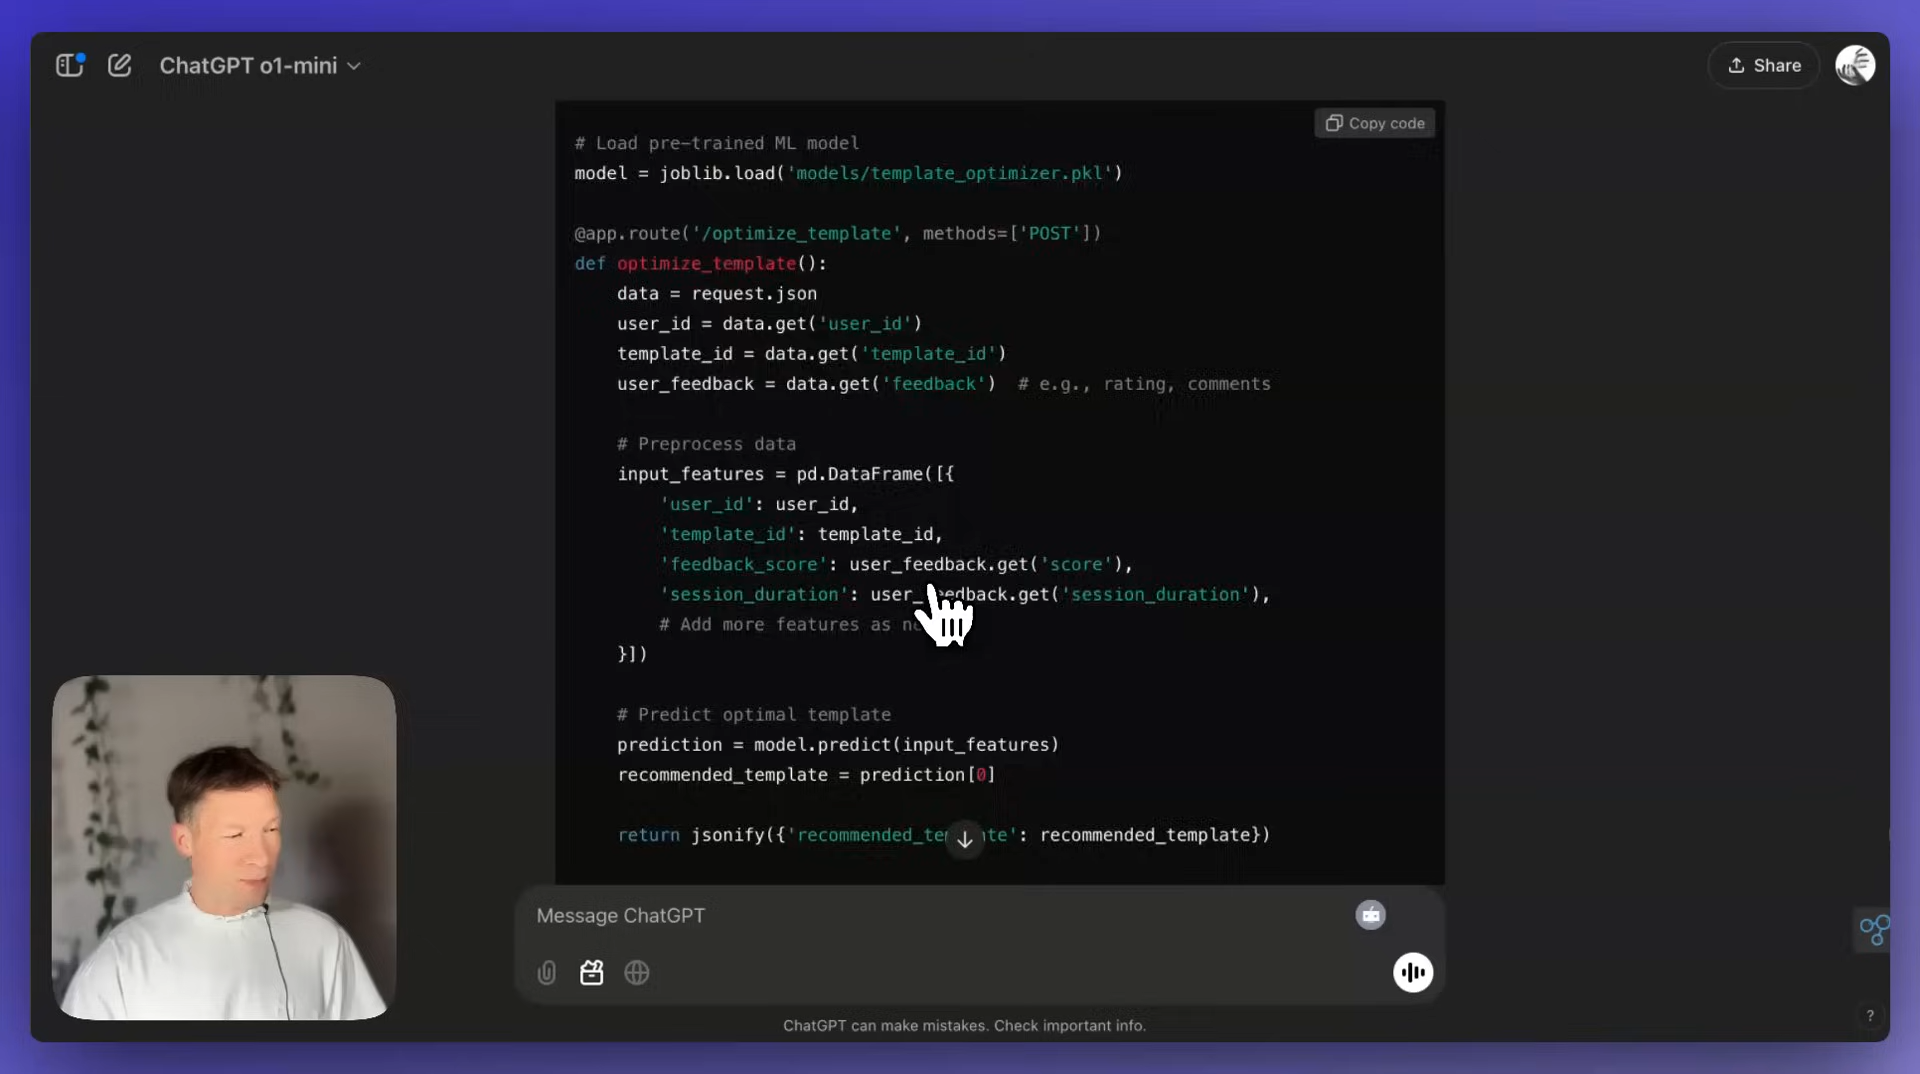 ChatGPT o1-mini
Share
Copy code
# Load pre-trained ML model
model = joblib.load('models/template_optimizer.pkl')
@app.route('/optimize_template', methods=['POST'])
def optimize_template():
data = request.json
user_id = data.get('user_id')
template_id = data.get('template_id')
user_feedback = data.get('feedback')  # e.g., rating, comments
# Preprocess data
input_features = pd.DataFrame([{
'user_id': user_id,
'template_id': template_id,
'feedback_score': user_feedback.get('score'),
'session_duration': user_ edback.get('session_duration'),
# Add more features as
}])
# Predict optimal template
prediction = model.predict(input_features)
recommended_template = prediction[0]
return jsonify({'recommended_te te': recommended_template})
Message ChatGPT
ChatGPT can make mistakes. Check important info.
?